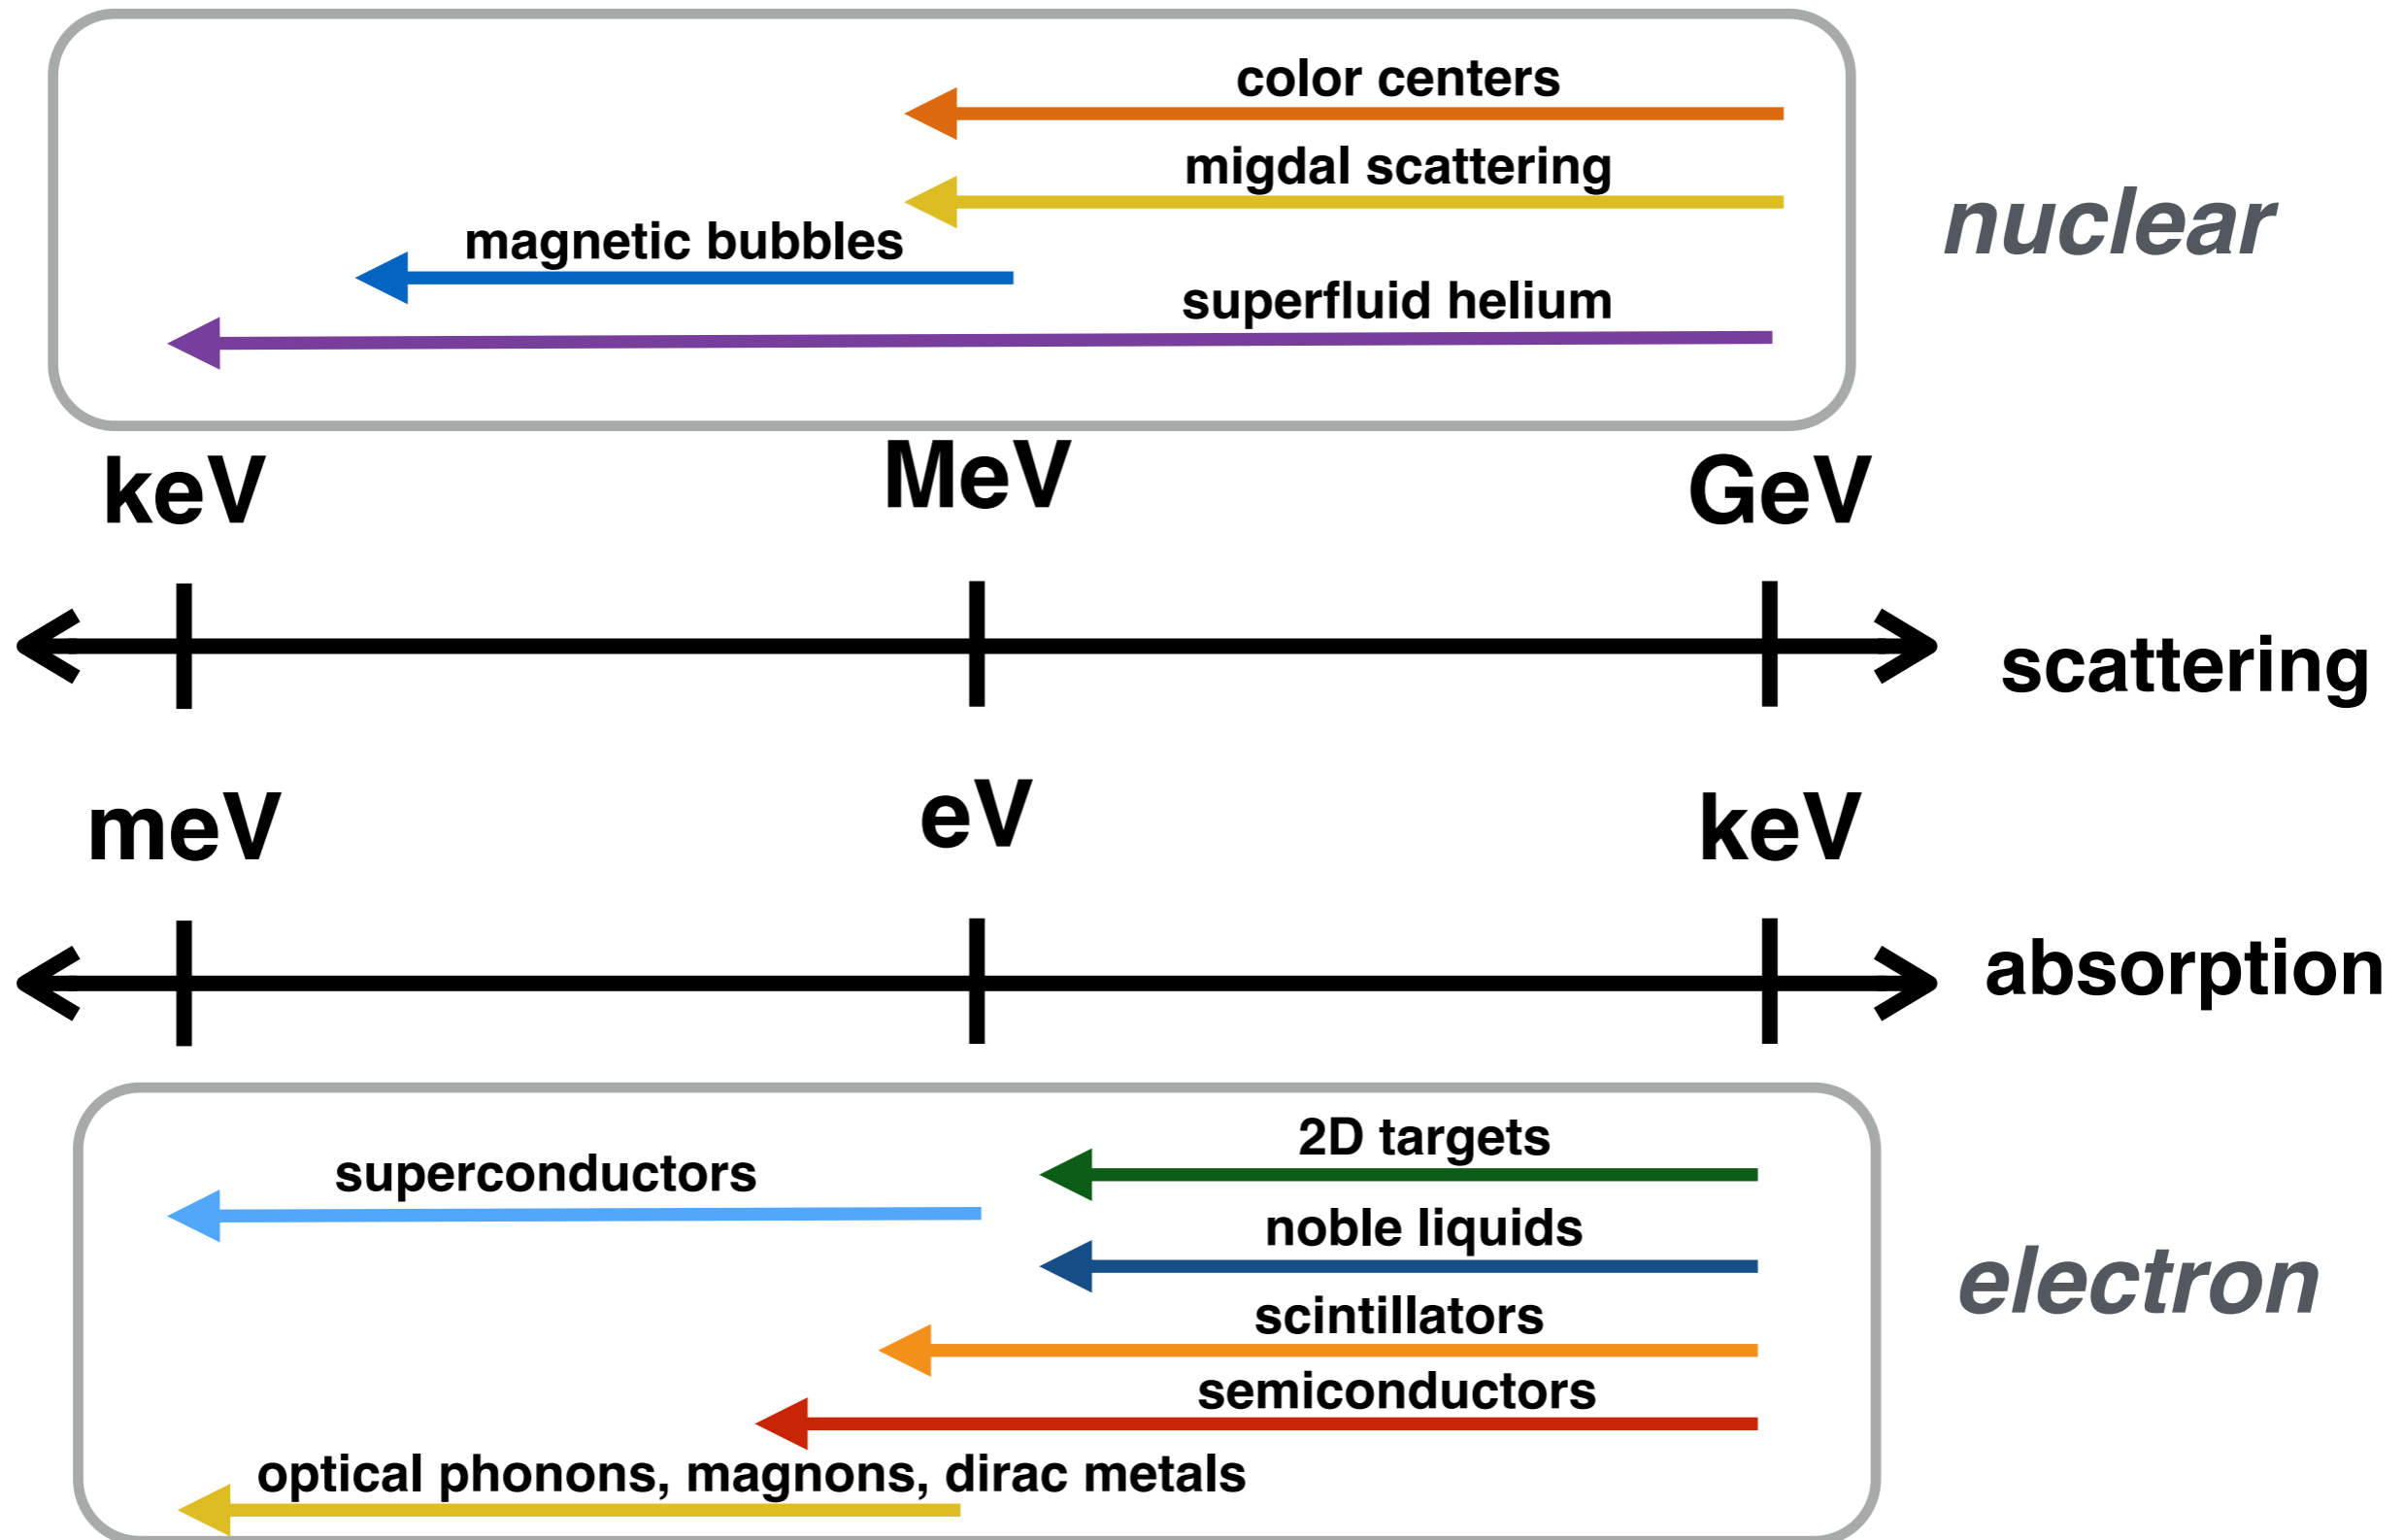 color centers
migdal scattering
nuclear
magnetic bubbles
superfluid helium
keV
MeV
GeV
scattering
meV
eV
keV
absorption
2D targets
superconductors
noble liquids
electron
scintillators
semiconductors
optical phonons, magnons, dirac metals